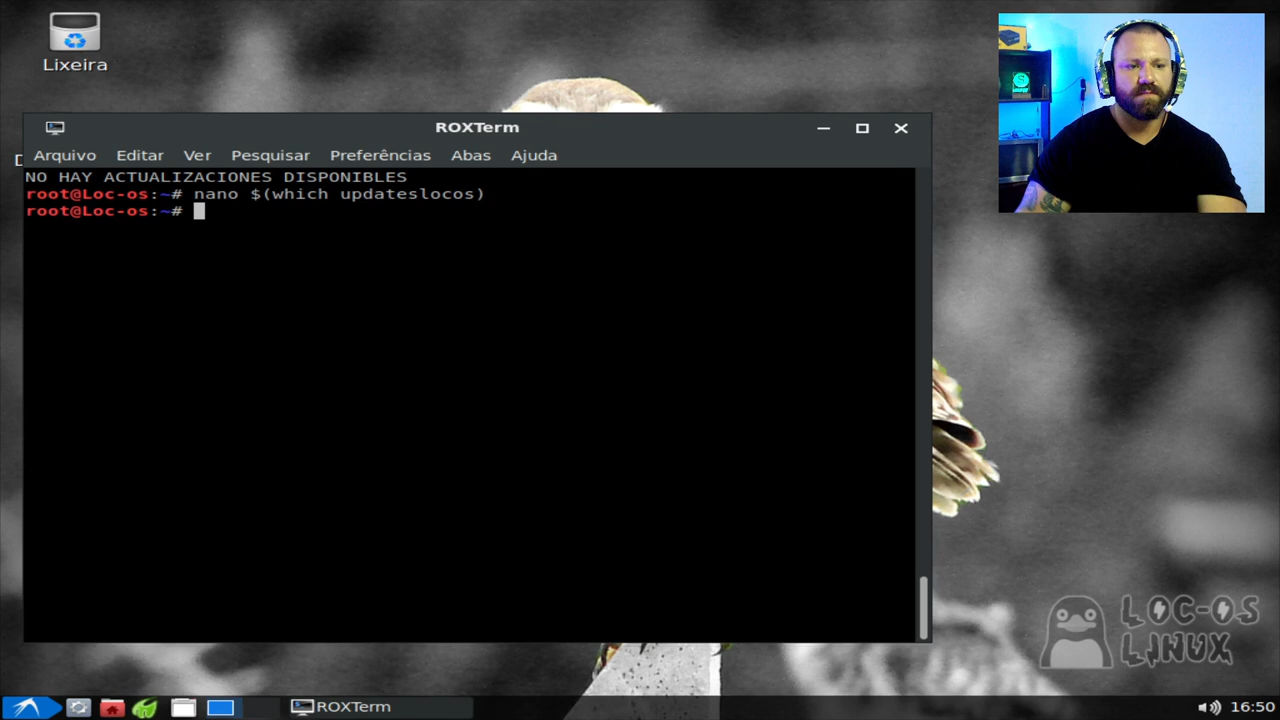 Lixeira
ROXTerm
Arquivo Editar Ver Pesquisar Preferências Abas Ajuda
NO HAY ACTUALIZACIONES DISPONIBLES
root@Loc-os:~# nano $(which updateslocos)
root@Loc-os:~#
LOC-OS
LINUX
ROXTerm
16:50